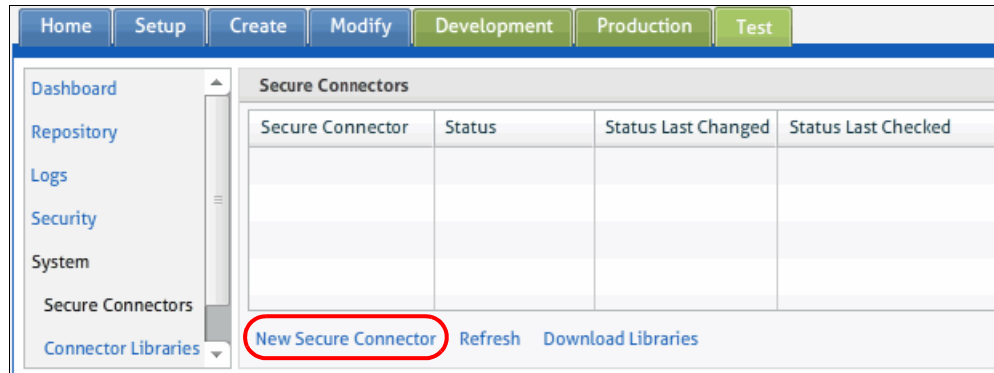 Home Setup Create Modify Development Production Test
Dashboard
Repository
Logs
Security
System
Secure Connectors
Connector Libraries
Secure Connectors
Secure Connector Status Status Last Changed Status Last Checked
New Secure Connector Refresh Download Libraries